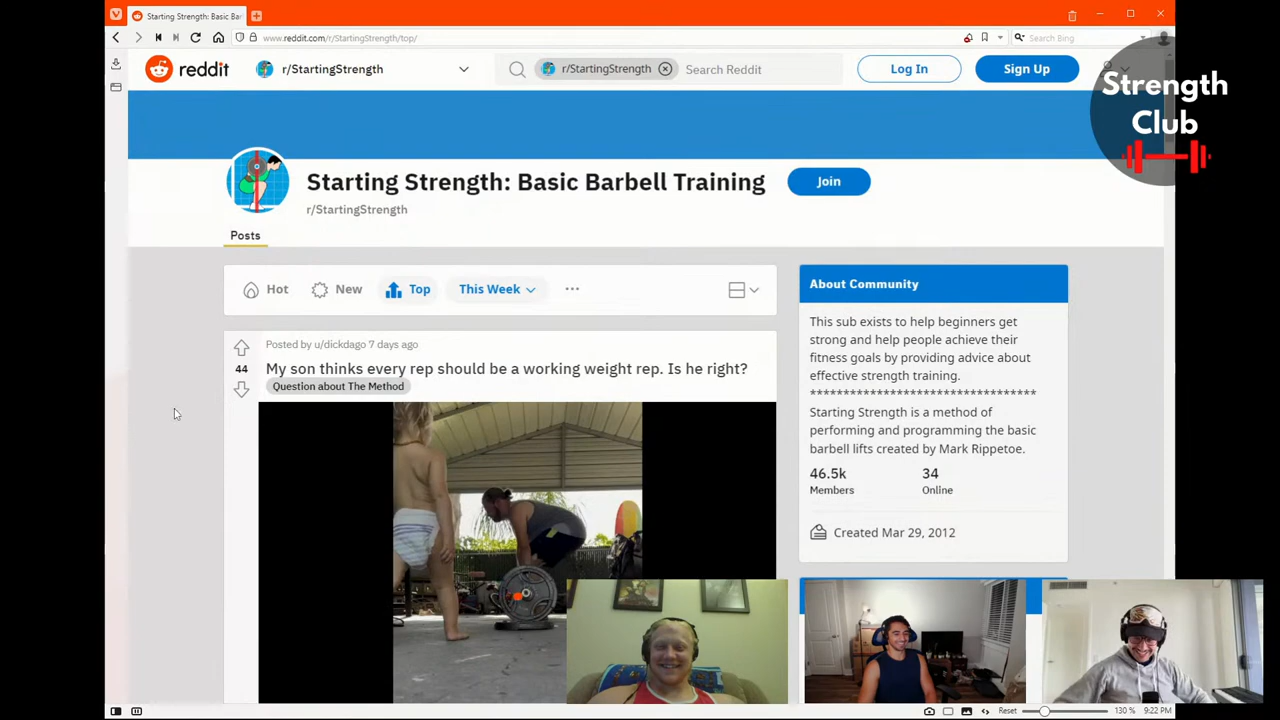 Starting Strength: Basic Bar
www.reddit.com/r/StartingStrength/top/
Search Bing
reddit
r/StartingStrength
r/StartingStrength
Search Reddit
Log In
Sign Up
Strength
Club
Starting Strength: Basic Barbell Training
Join
r/StartingStrength
Posts
Hot
New
Top
This Week
...
Posted by u/dickdago 7 days ago
44
My son thinks every rep should be a working weight rep. Is he right?
Question about The Method
About Community
This sub exists to help beginners get
strong and help people achieve their
fitness goals by providing advice about
effective strength training.
**********************************
Starting Strength is a method of
performing and programming the basic
barbell lifts created by Mark Rippetoe.
46.5k
Members
34
Online
Created Mar 29, 2012
Reset
130 %
9:22 PM